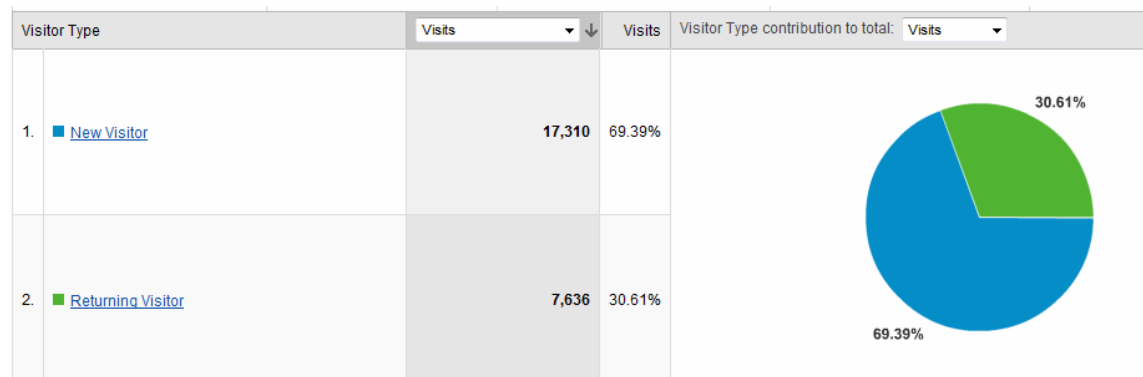 Visitor Type Visits Visits Visitor Type contribution to total: Visits
1. New Visitor 17,310 69.39%
2. Returning Visitor 7,636 30.61%
30.61%
69.39%